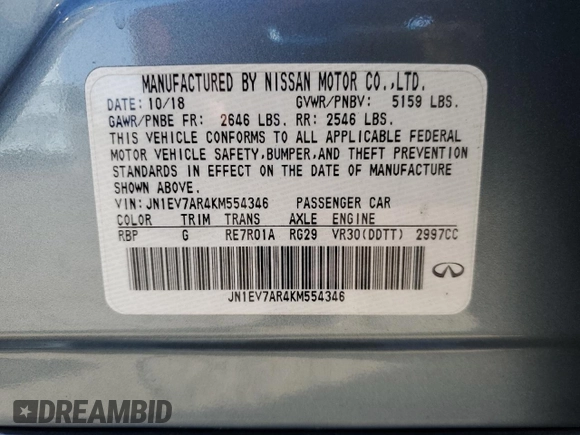 MANUFACTURED BY NISSAN MOTOR CO.,LTD.
DATE: 10/18 GVWR/PNBV: 5159 LBS.
GAWR/PNBE FR: 2646 LBS. RR: 2546 LBS.
THIS VEHICLE CONFORMS TO ALL APPLICABLE FEDERAL
MOTOR VEHICLE SAFETY,BUMPER,AND THEFT PREVENTION
STANDARDS IN EFFECT ON THE DATE OF MANUFACTURE
SHOWN ABOVE.
VIN: JN1EV7AR4KM554346 PASSENGER CAR
COLOR TRIM TRANS AXLE ENGINE
RBP G RE7R01A RG29 VR30(DDTT) 2997CC
JN1EV7AR4KM554346
DREAMBID